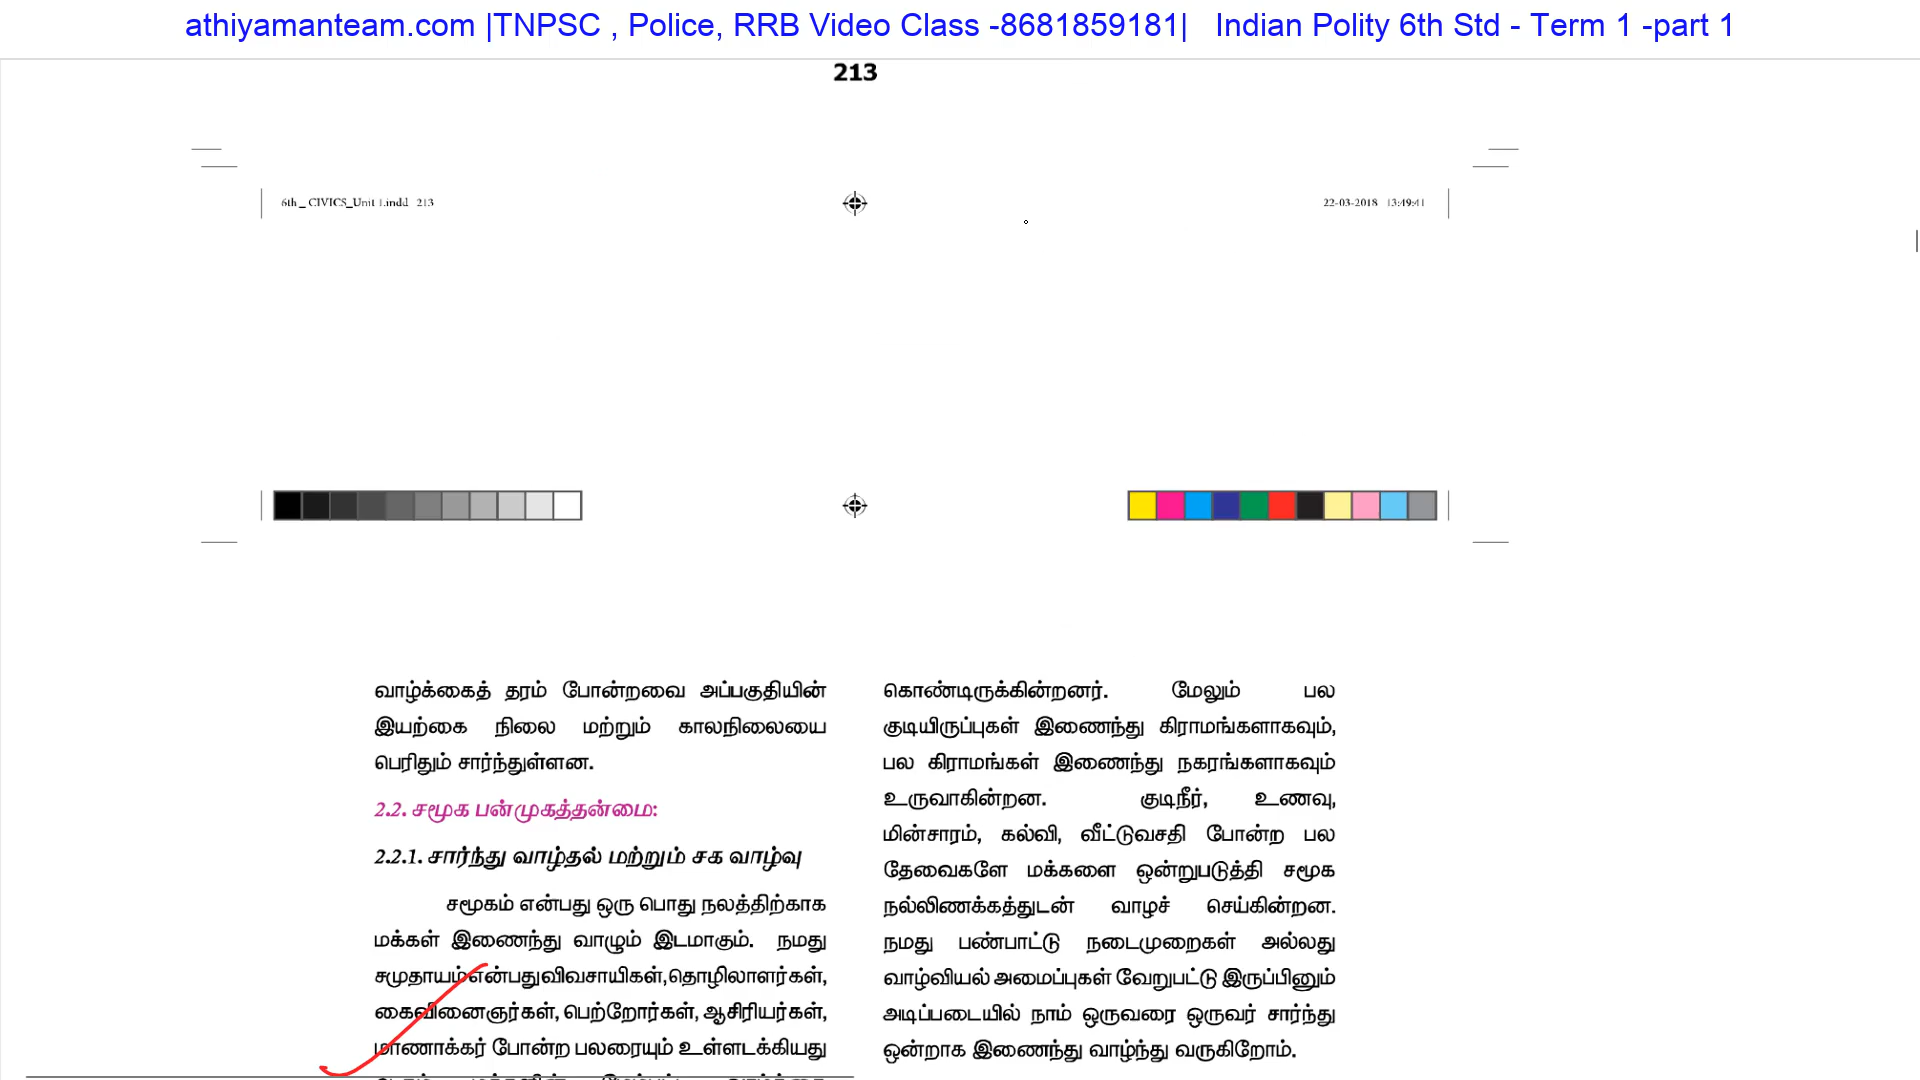 athiyamanteam.com |TNPSC , Police, RRB Video Class -8681859181|   Indian Polity 6th Std - Term 1 -part 1
213
6th _ CIVICS_Unit 1.indd   213
22-03-2018   13:49:41
வாழ்க்கைத் தரம் போன்றவை அப்பகுதியின்
இயற்கை நிலை மற்றும் காலநிலையை
பெரிதும் சார்ந்துள்ளன.
2.2. சமூக பன்முகத்தன்மை:
2.2.1. சார்ந்து வாழ்தல் மற்றும் சக வாழ்வு
சமூகம் என்பது ஒரு பொது நலத்திற்காக
மக்கள் இணைந்து வாழும் இடமாகும். நமது
சமுதாயம்என்பதுவிவசாயிகள்,தொழிலாளர்கள்,
கைவினைஞர்கள், பெற்றோர்கள், ஆசிரியர்கள்,
மாணாக்கர் போன்ற பலரையும் உள்ளடக்கியது
கொண்டிருக்கின்றனர். மேலும் பல
குடியிருப்புகள் இணைந்து கிராமங்களாகவும்,
பல கிராமங்கள் இணைந்து நகரங்களாகவும்
உருவாகின்றன. குடிநீர், உணவு,
மின்சாரம், கல்வி, வீட்டுவசதி போன்ற பல
தேவைகளே மக்களை ஒன்றுபடுத்தி சமூக
நல்லிணக்கத்துடன் வாழச் செய்கின்றன.
நமது பண்பாட்டு நடைமுறைகள் அல்லது
வாழ்வியல் அமைப்புகள் வேறுபட்டு இருப்பினும்
அடிப்படையில் நாம் ஒருவரை ஒருவர் சார்ந்து
ஒன்றாக இணைந்து வாழ்ந்து வருகிறோம்.